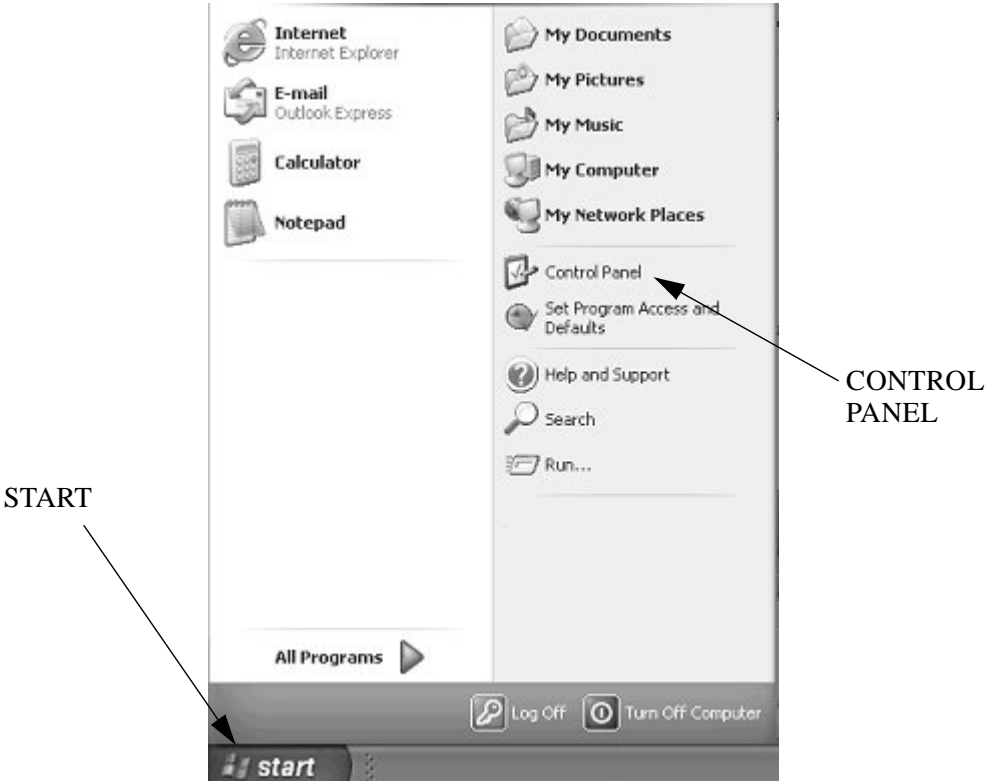 Internet
Internet Explorer
E-mail
Outlook Express
Calculator
Notepad
All Programs
My Documents
My Pictures
My Music
My Computer
My Network Places
Control Panel
Set Program Access and
Defaults
Help and Support
Search
Run...
CONTROL
PANEL
START
Log Off
Turn Off Computer
start